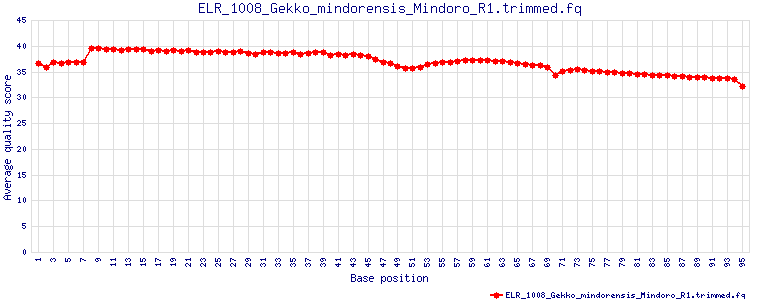 ELR_1008_Gekko_mindorensis_Mindoro_R1.trimmed.fq
45
40
35
30
25
20
15
10
5
0
Average quality score
1 3 5 7 9 11 13 15 17 19 21 23 25 27 29 31 33 35 37 39 41 43 45 47 49 51 53 55 57 59 61 63 65 67 69 71 73 75 77 79 81 83 85 87 89 91 93 95
Base position
ELR_1008_Gekko_mindorensis_Mindoro_R1.trimmed.fq